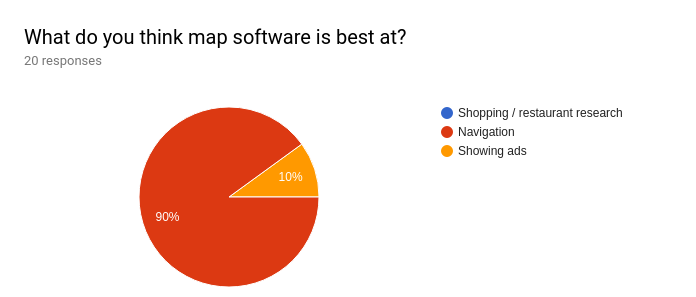 What do you think map software is best at?
20 responses
Shopping / restaurant research
Navigation
Showing ads
10%
90%